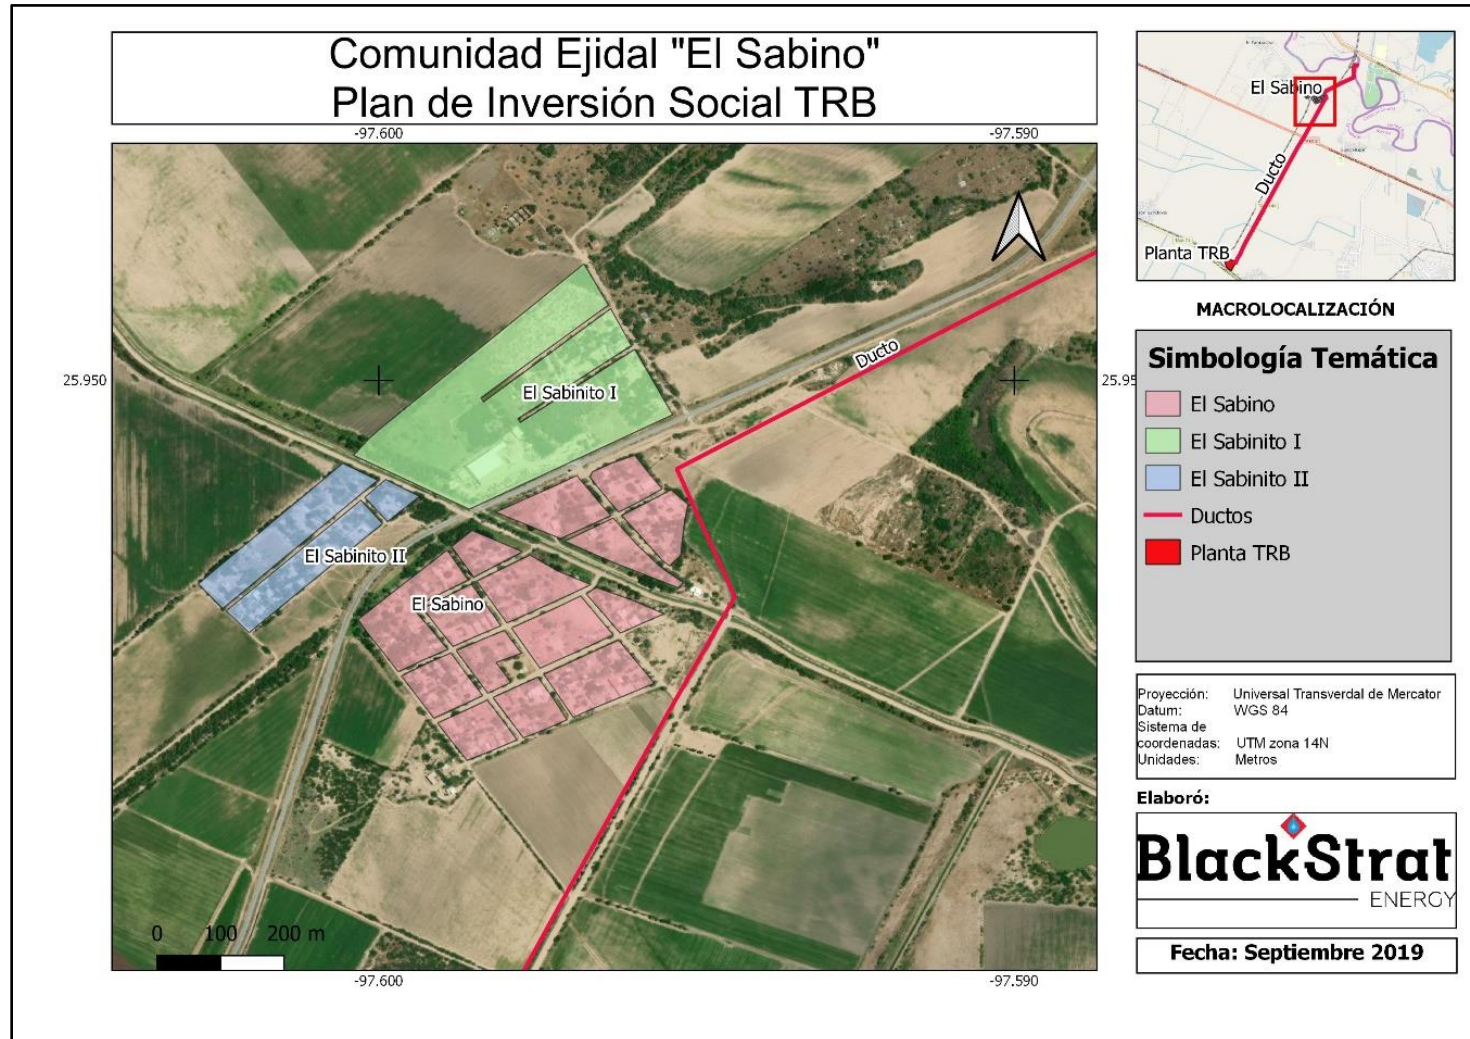 Comunidad Ejidal "El Sabino"
Plan de Inversión Social TRB
-97.600
-97.590
25.950
25.95
El Sabinito I
Ducto
El Sabinito II
El Sabino
0 100 200 m
-97.600
-97.590
El Sabino
Ducto
Planta TRB
MACROLOCALIZACIÓN
Simbología Temática
El Sabino
El Sabinito I
El Sabinito II
Ductos
Planta TRB
Proyección: Universal Transverdal de Mercator
Datum: WGS 84
Sistema de
coordenadas: UTM zona 14N
Unidades: Metros
Elaboró:
BlackStrat
ENERGY
Fecha: Septiembre 2019